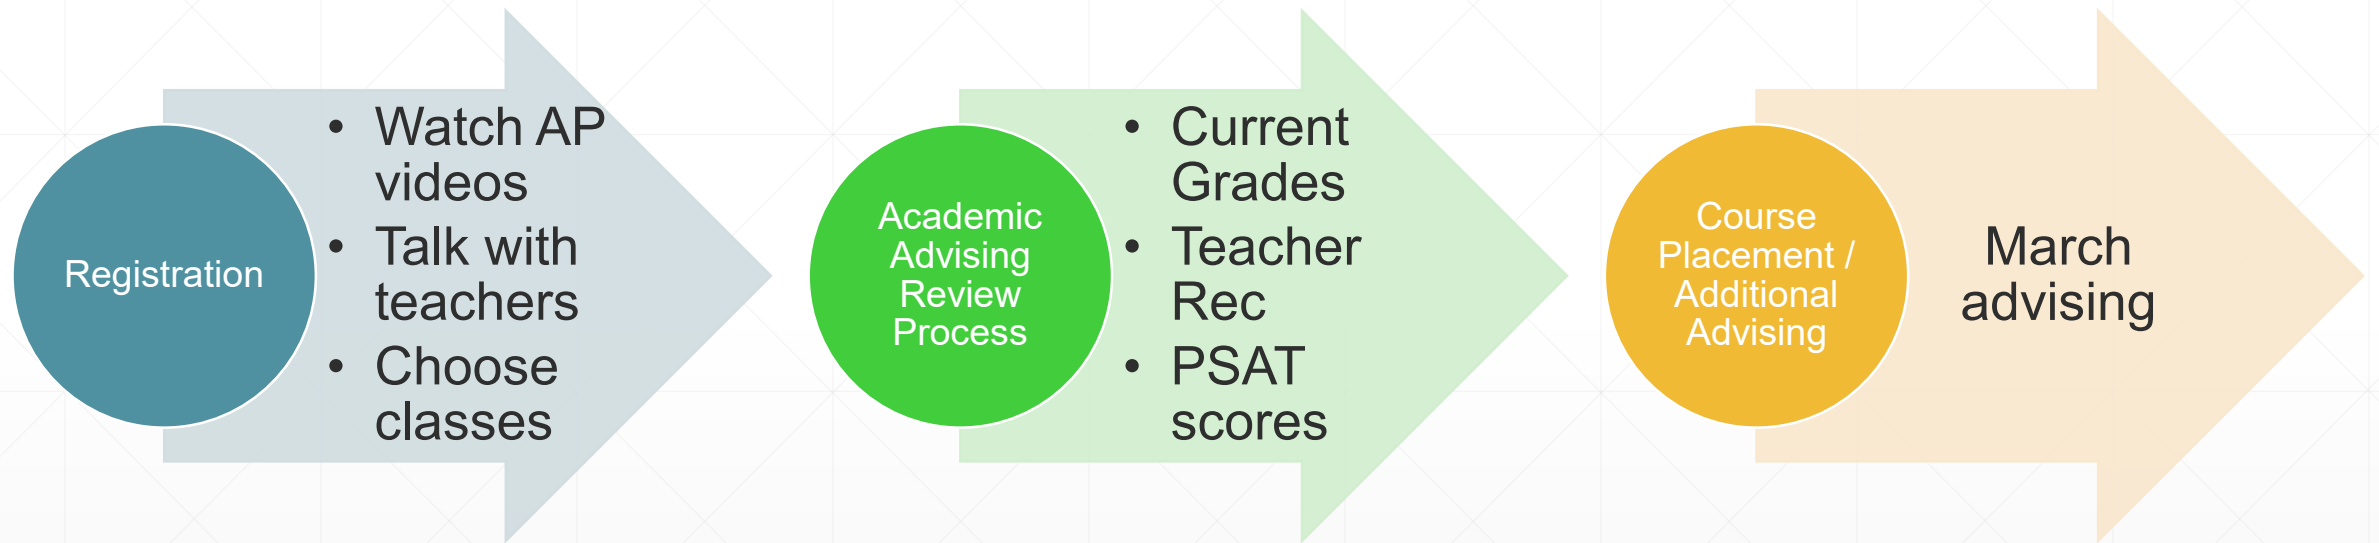 Registration
• Watch AP
videos
• Talk with
teachers
• Choose
classes
Academic
Advising
Review
Process
• Current
Grades
• Teacher
Rec
• PSAT
scores
Course
Placement /
Additional
Advising
March
advising